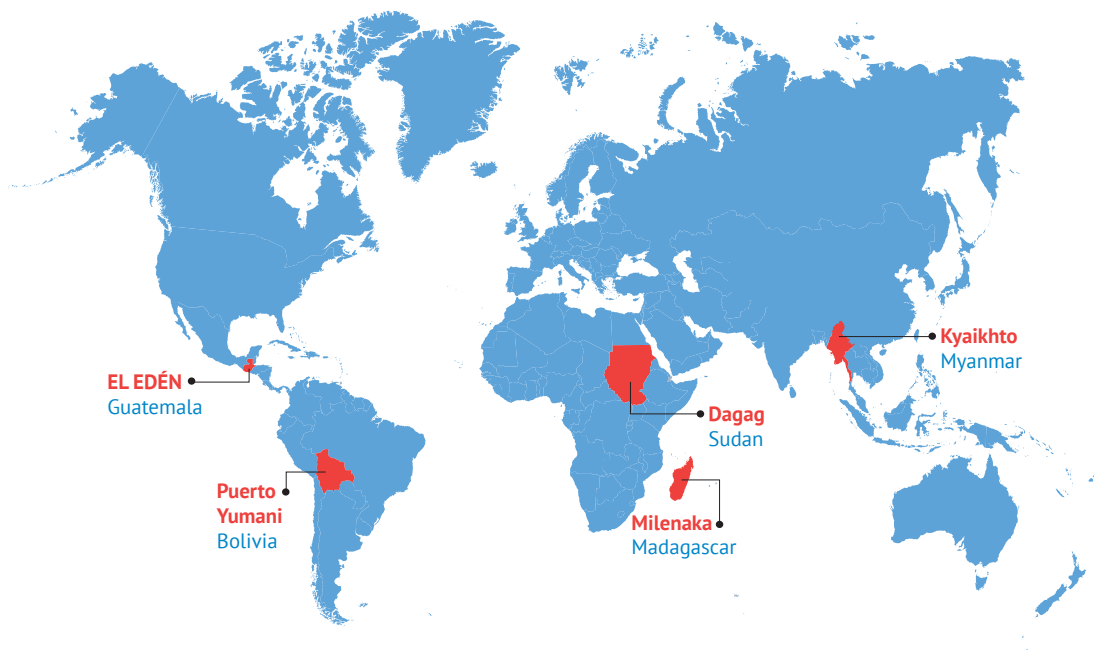 EL EDÉN
Guatemala
Puerto
Yumani
Bolivia
Dagag
Sudan
Milenaka
Madagascar
Kyaikhto
Myanmar